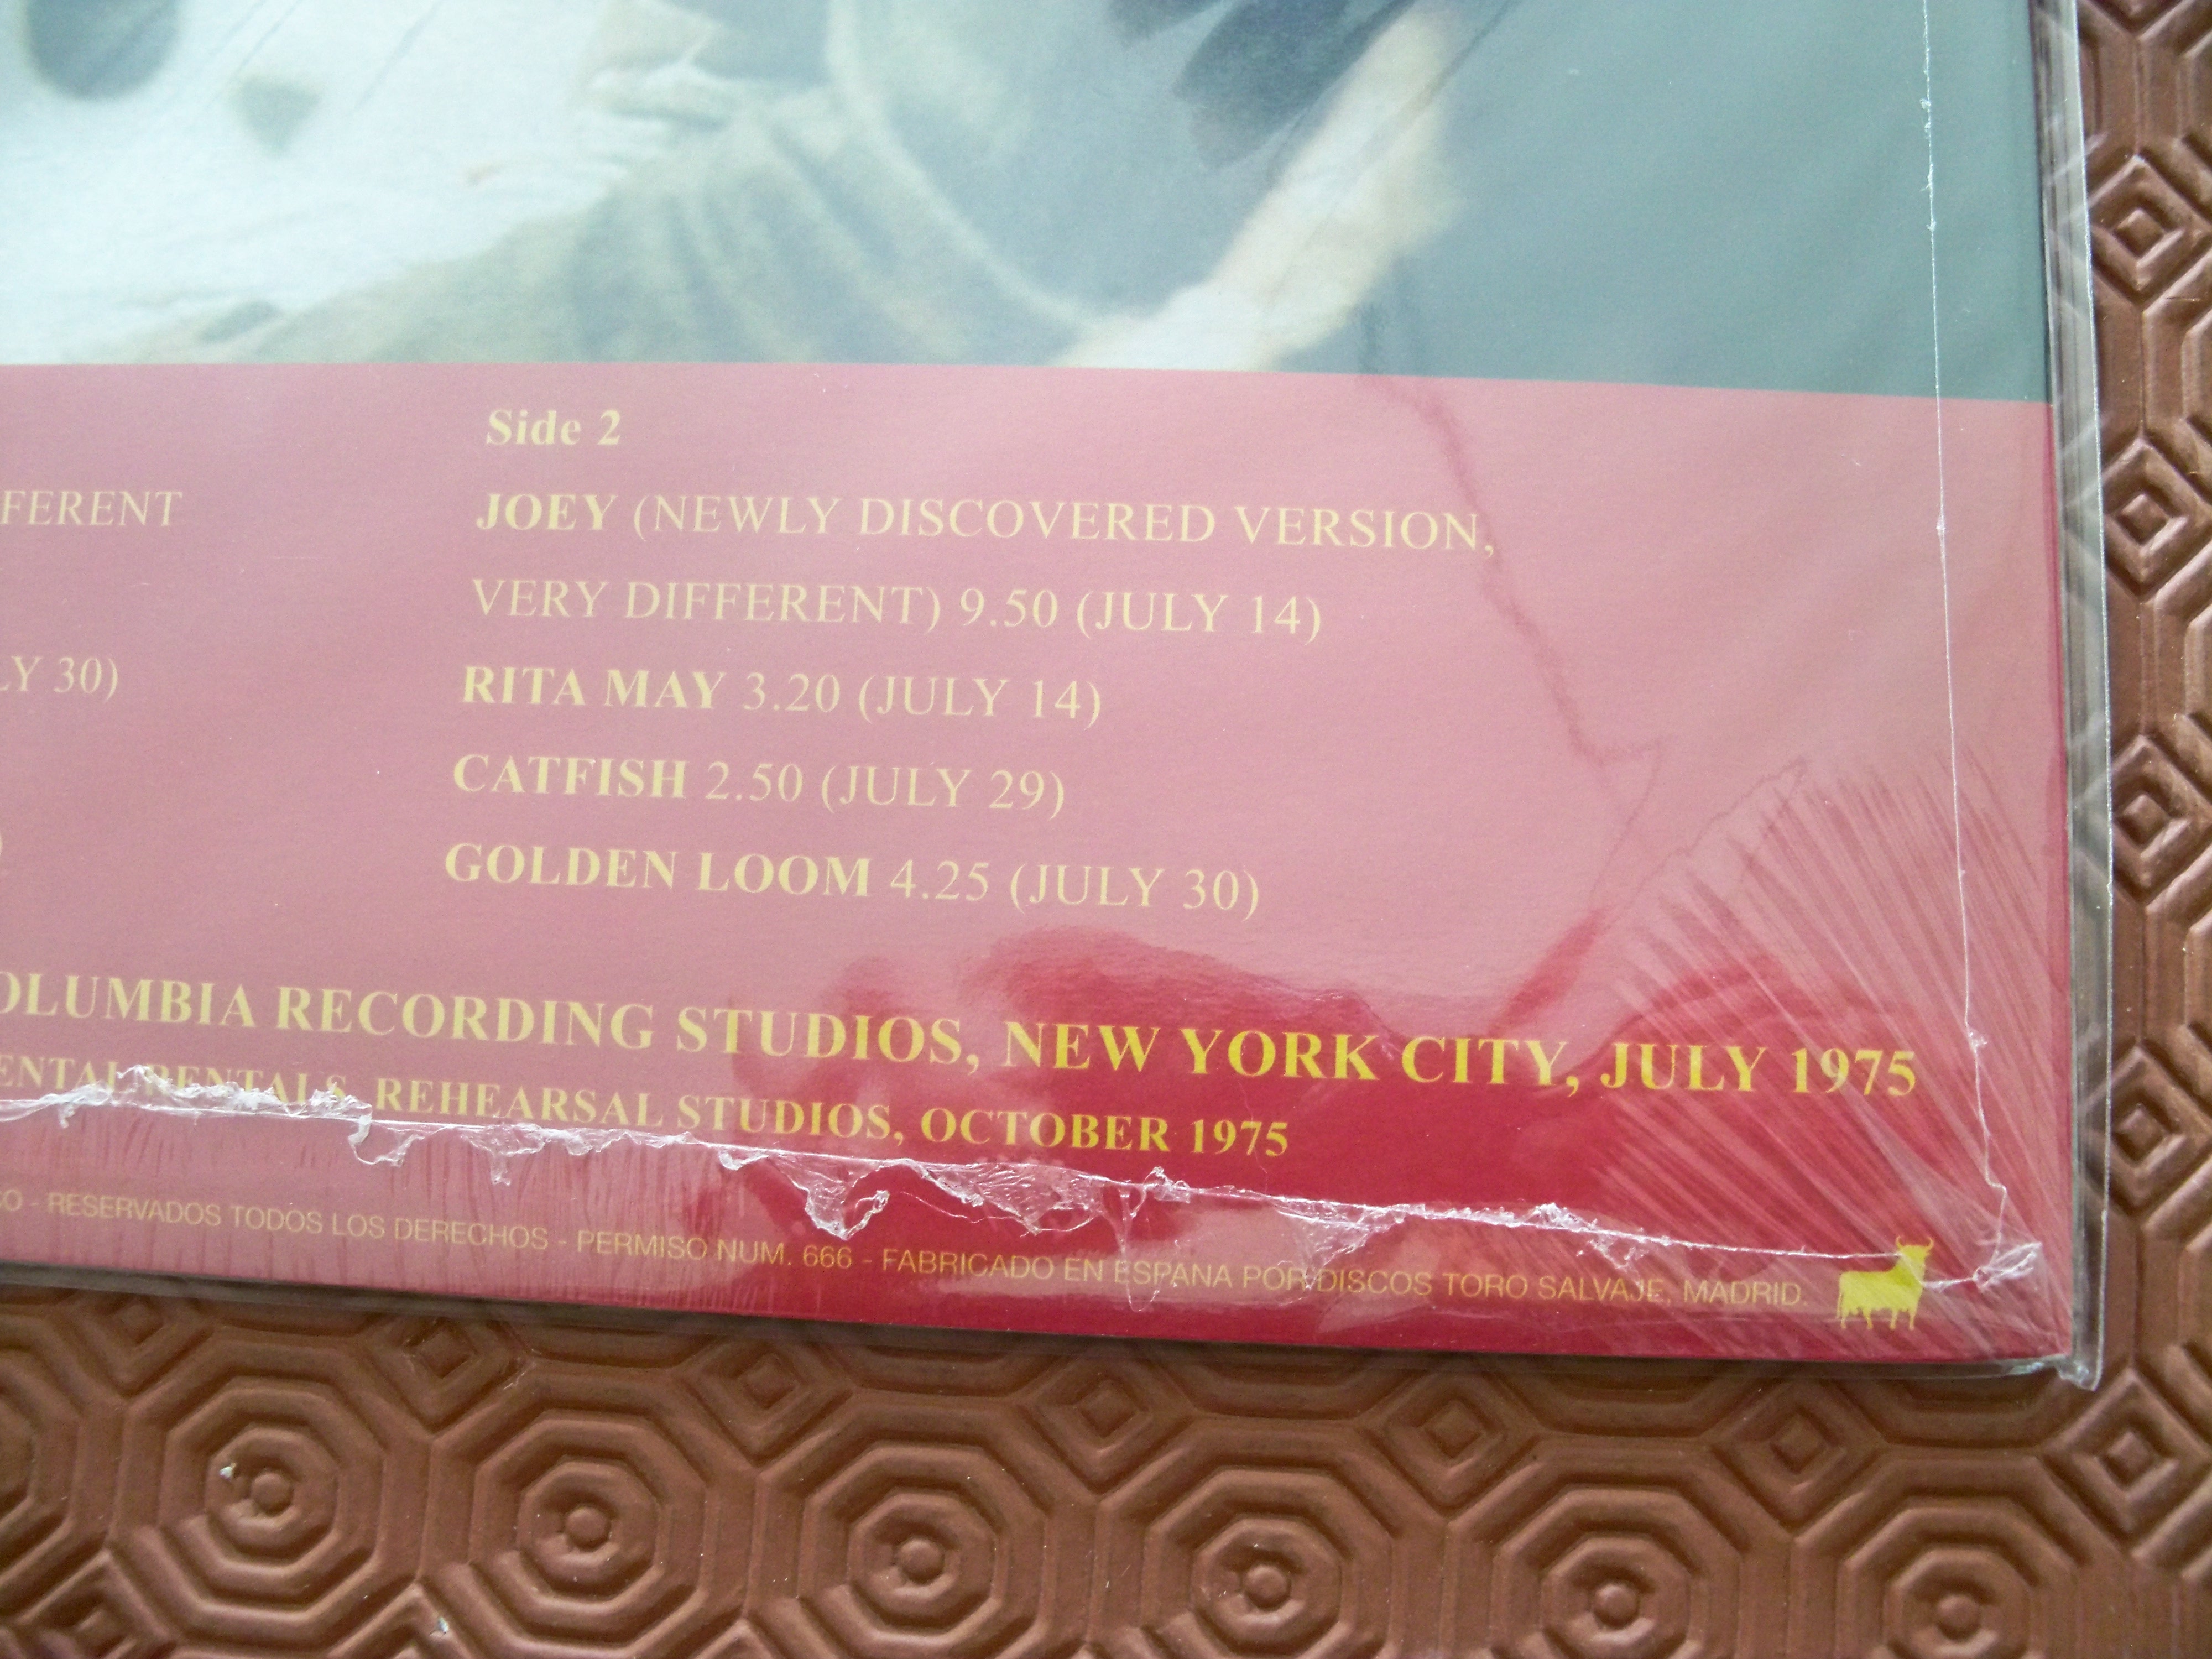 Side 2
FERENT
JOEY (NEWLY DISCOVERED VERSION,
VERY DIFFERENT) 9.50 (JULY 14)
LY 30)
RITA MAY 3.20 (JULY 14)
CATFISH 2.50 (JULY 29)
)
GOLDEN LOOM 4.25 (JULY 30)
OLUMBIA RECORDING STUDIOS, NEW YORK CITY, JULY 1975
ENTAL RENTALS, REHEARSAL STUDIOS, OCTOBER 1975
O - RESERVADOS TODOS LOS DERECHOS - PERMISO NUM. 666 - FABRICADO EN ESPANA POR DISCOS TORO SALVAJE, MADRID.